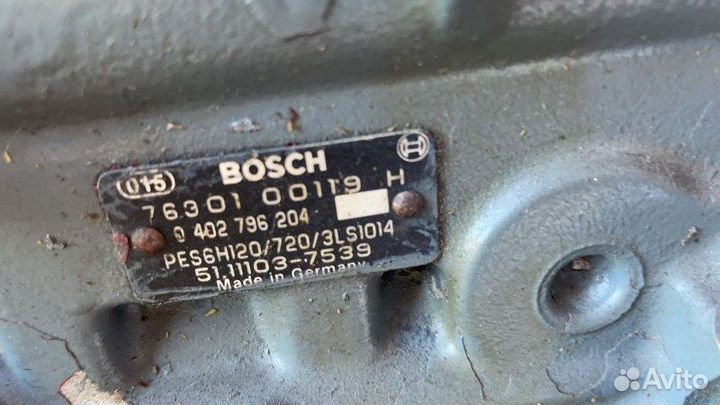 (015) BOSCH
76301 00119 H
0 402 796 204
PES6H120/720/3LS1014
51.11103-7539
Made in Germany
Avito